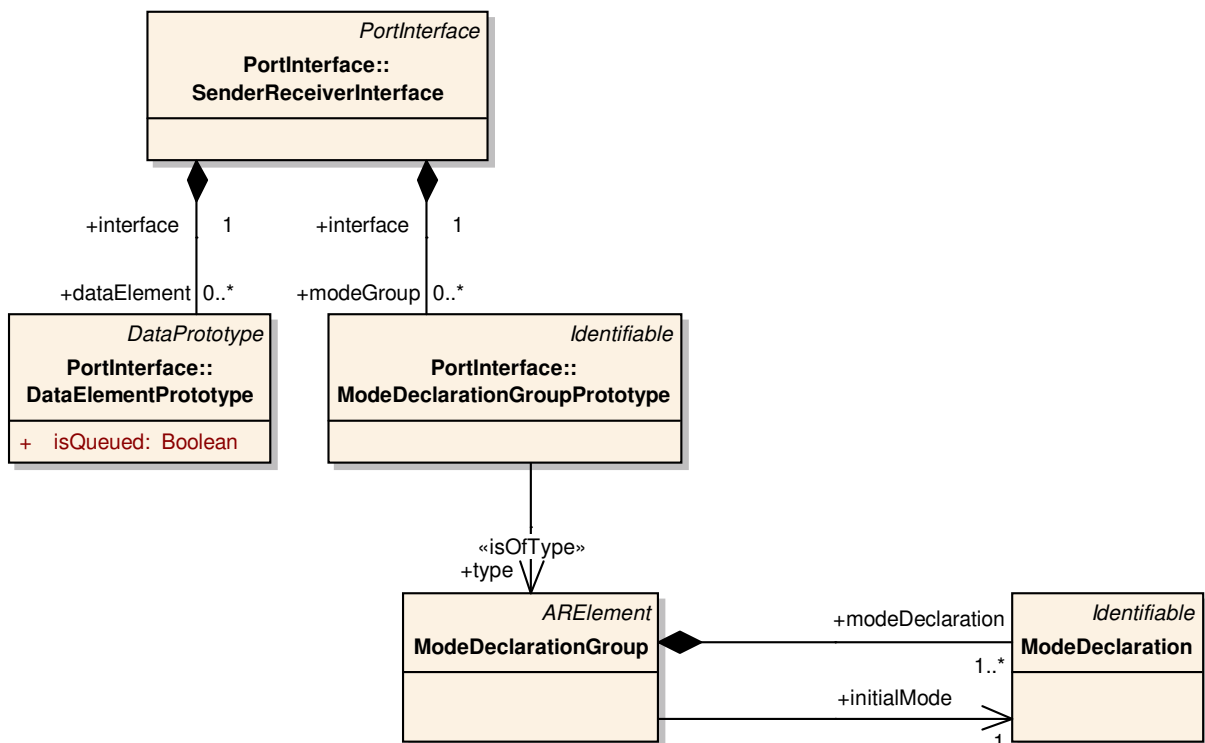 PortInterface
PortInterface::
SenderReceiverInterface
+interface 1
+interface 1
+dataElement 0..*
+modeGroup 0..*
DataPrototype
PortInterface::
DataElementPrototype
+ isQueued: Boolean
Identifiable
PortInterface::
ModeDeclarationGroupPrototype
«isOfType»
+type
ARElement
ModeDeclarationGroup
+modeDeclaration
1..*
+initialMode
1
Identifiable
ModeDeclaration